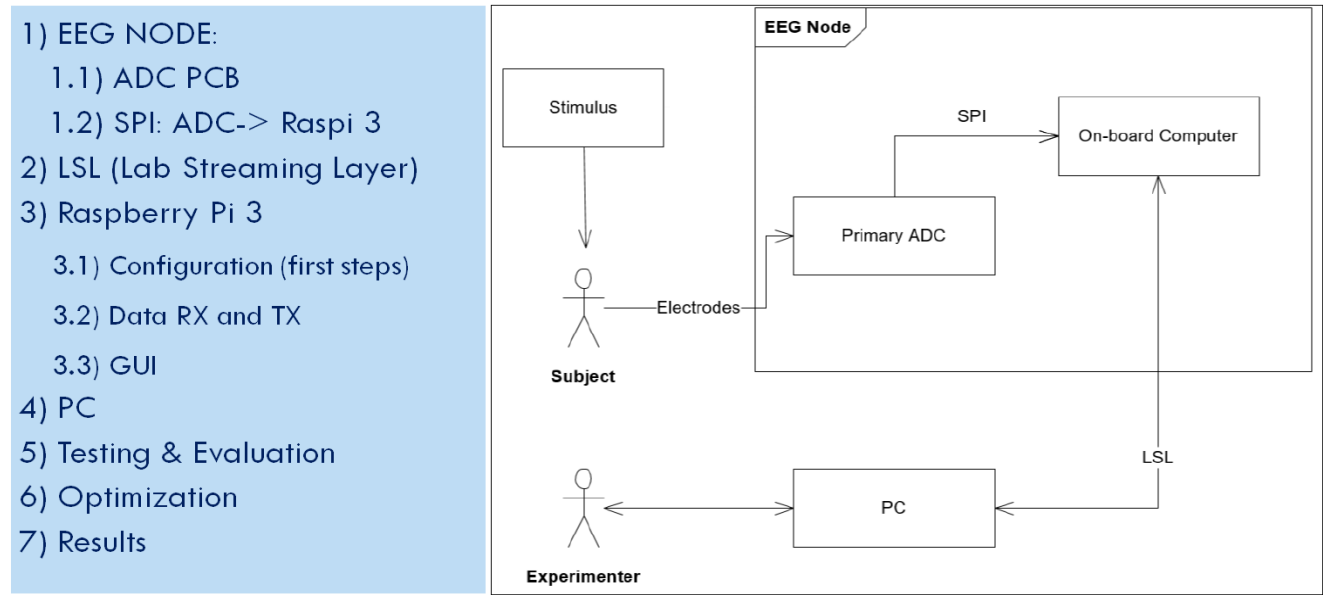 1) EEG NODE:
1.1) ADC PCB
1.2) SPI: ADC-> Raspi 3
2) LSL (Lab Streaming Layer)
3) Raspberry Pi 3
3.1) Configuration (first steps)
3.2) Data RX and TX
3.3) GUI
4) PC
5) Testing & Evaluation
6) Optimization
7) Results
EEG Node
Stimulus
SPI
On-board Computer
Primary ADC
Electrodes
Subject
LSL
PC
Experimenter